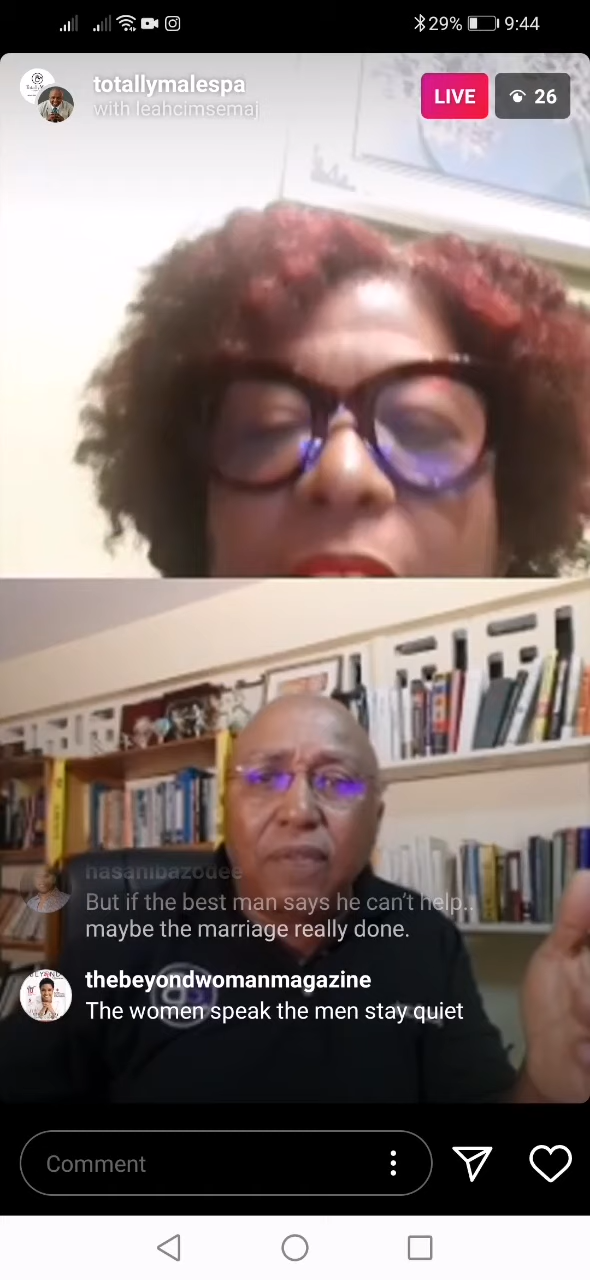 29% 9:44
totallymalespa
with leahcimsemaj
LIVE 26
hasanibazodee
But if the best man says he can't help..
maybe the marriage really done.
thebeyondwomanmagazine
The women speak the men stay quiet
Comment